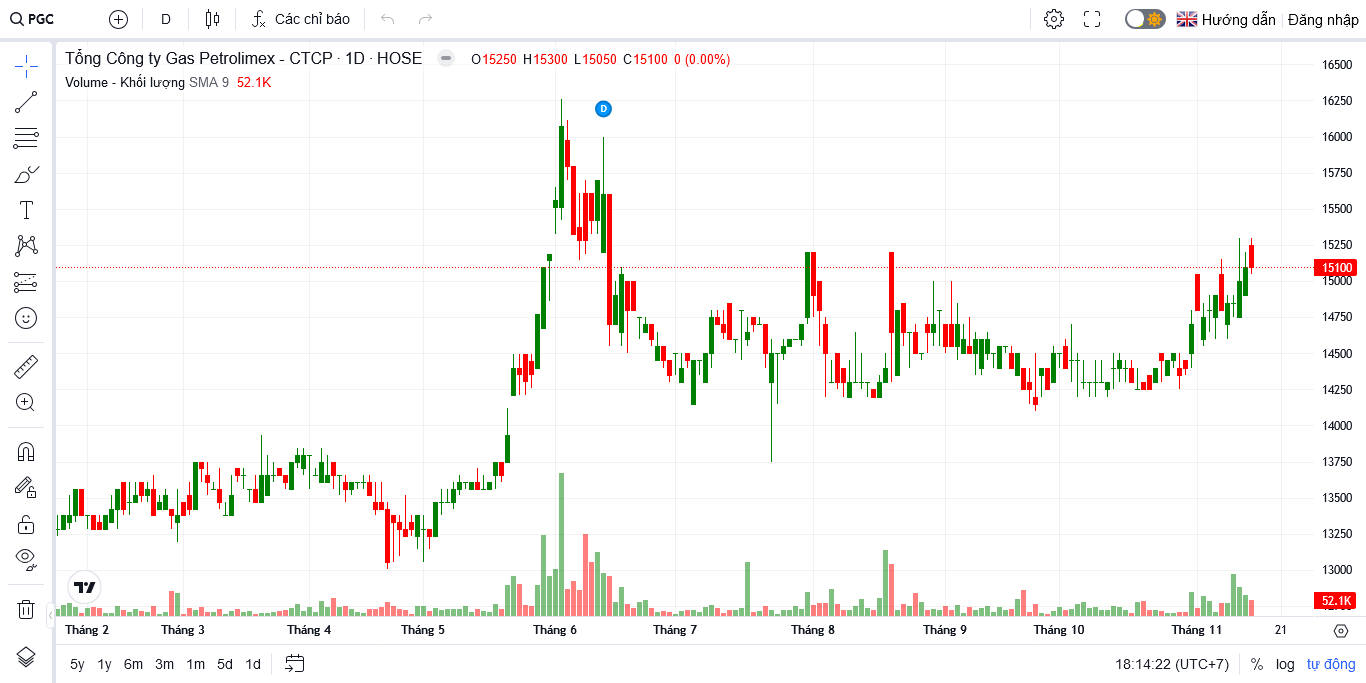 PGC D Các chỉ báo Hướng dẫn Đăng nhập
Tổng Công ty Gas Petrolimex - CTCP · 1D · HOSE O15250 H15300 L15050 C15100 0 (0.00%)
Volume - Khối lượng SMA 9 52.1K
D
16500
16250
16000
15750
15500
15250
15100
15000
14750
14500
14250
14000
13750
13500
13250
13000
52.1K
Tháng 2 Tháng 3 Tháng 4 Tháng 5 Tháng 6 Tháng 7 Tháng 8 Tháng 9 Tháng 10 Tháng 11 21
5y 1y 6m 3m 1m 5d 1d 18:14:22 (UTC+7) % log tự động